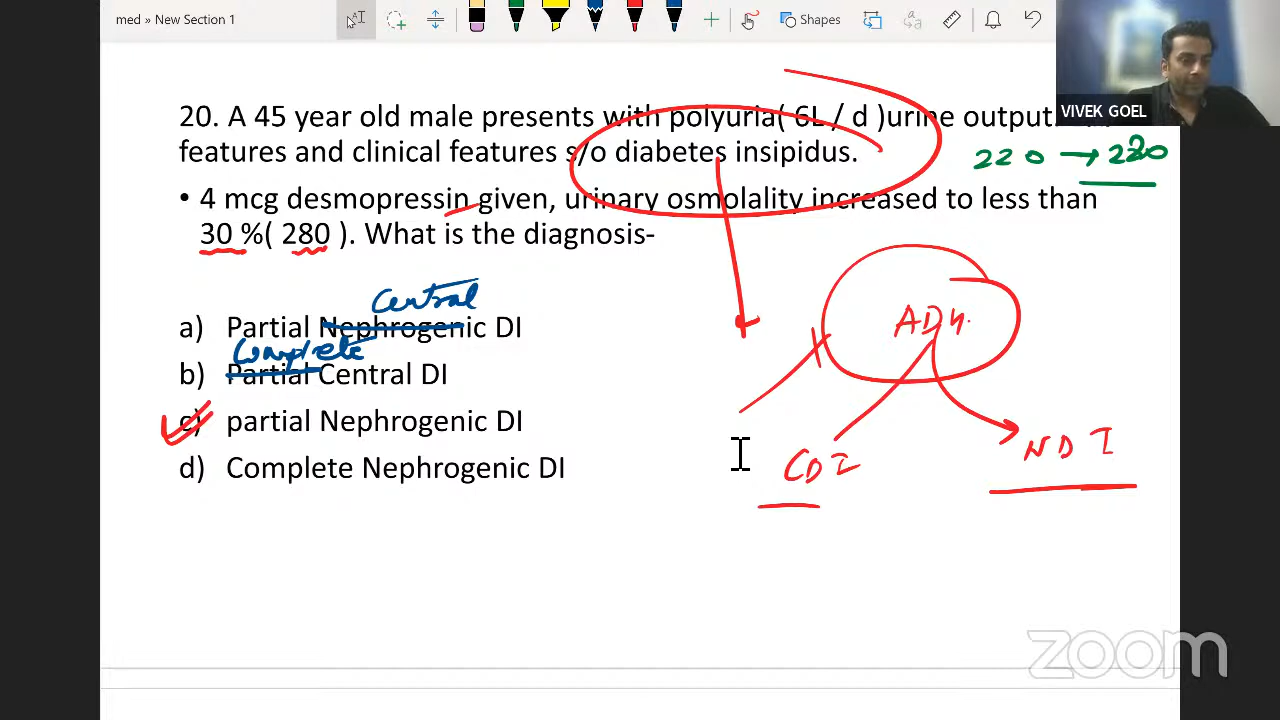 med » New Section 1
Shapes
VIVEK GOEL
20. A 45 year old male presents with polyuria( 6L / d )urine output.
features and clinical features s/o diabetes insipidus.
220 → 220
• 4 mcg desmopressin given, urinary osmolality increased to less than
30 %( 280 ). What is the diagnosis-
Central
a) Partial Nephrogenic DI
Complete
b) Partial Central DI
c) partial Nephrogenic DI
d) Complete Nephrogenic DI
ADH
CDI
NDI
zoom